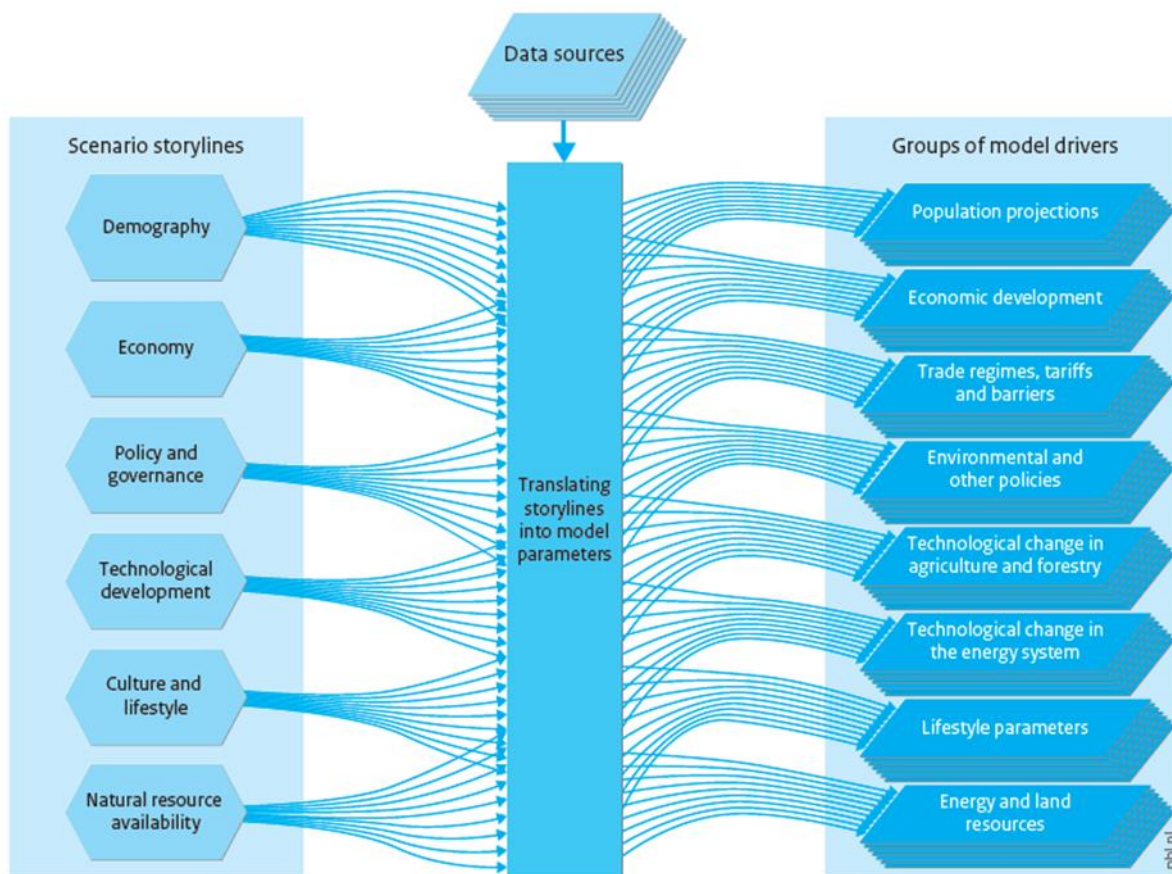 Data sources
Scenario storylines
Demography
Economy
Policy and
governance
Technological
development
Culture and
lifestyle
Natural resource
availability
Translating
storylines
into model
parameters
Groups of model drivers
Population projections
Economic development
Trade regimes, tariffs
and barriers
Environmental and
other policies
Technological change in
agriculture and forestry
Technological change in
the energy system
Lifestyle parameters
Energy and land
resources
pbl.nl